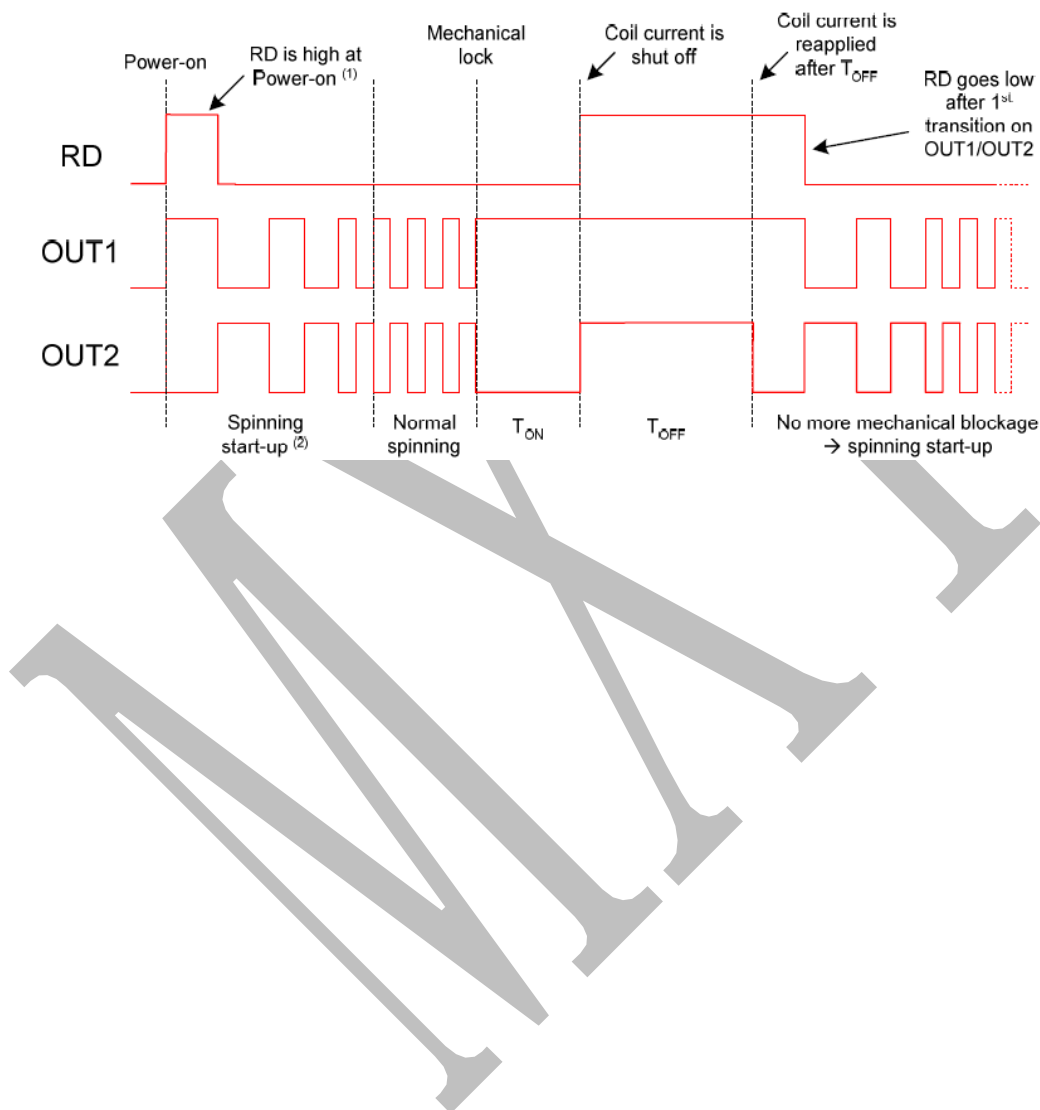 Power-on
RD is high at
Power-on (1)
Mechanical
lock
Coil current is
shut off
Coil current is
reapplied
after TOFF
RD goes low
after 1st
transition on
OUT1/OUT2
RD
OUT1
OUT2
Spinning
start-up (2)
Normal
spinning
TON
TOFF
No more mechanical blockage
→ spinning start-up